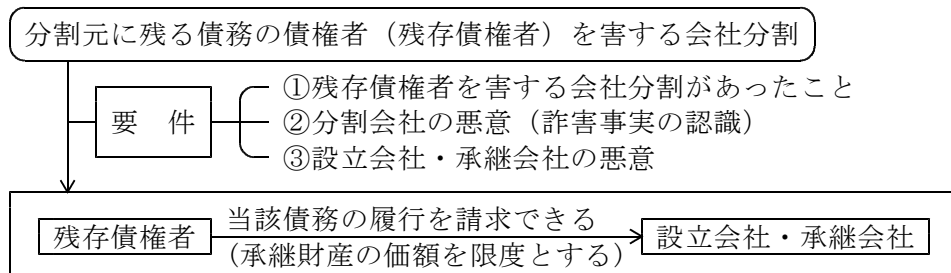 分割元に残る債務の債権者（残存債権者）を害する会社分割
①残存債権者を害する会社分割があったこと
要　件
②分割会社の悪意（詐害事実の認識）
③設立会社・承継会社の悪意
当該債務の履行を請求できる
残存債権者
設立会社・承継会社
(承継財産の価額を限度とする)